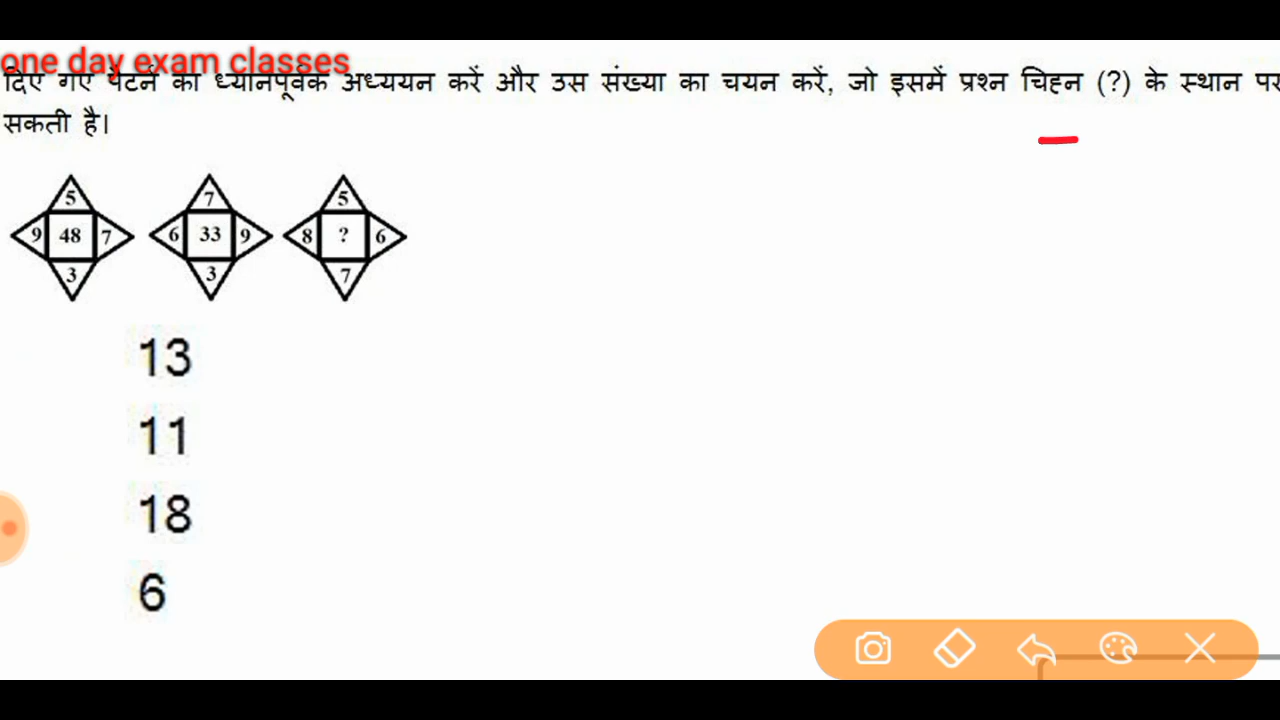 one day exam classes
दिए गए पैटर्न का ध्यानपूर्वक अध्ययन करें और उस संख्या का चयन करें, जो इसमें प्रश्न चिह्न (?) के स्थान पर
सकती है।
5 7 5
9 48 7 6 33 9 8 ? 6
3 3 7
13
11
18
6